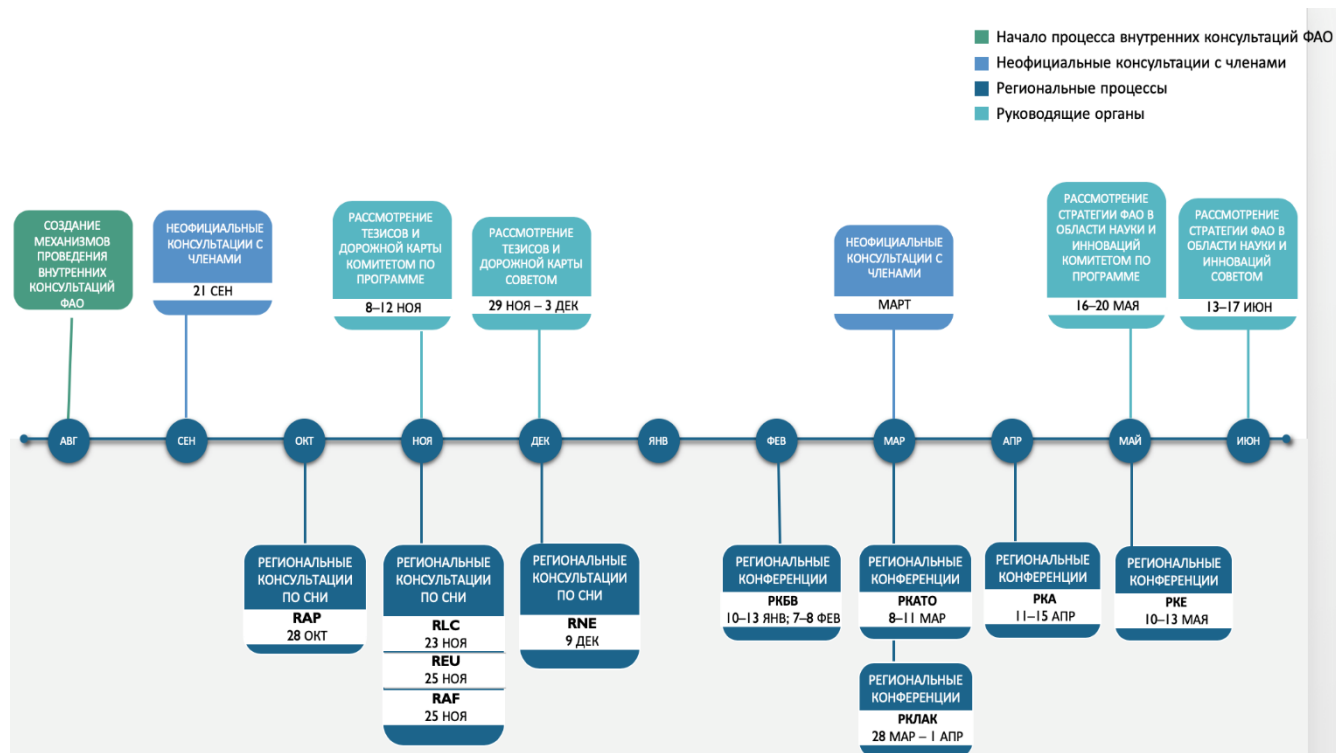 Начало процесса внутренних консультаций ФАО
Неофициальные консультации с членами
Региональные процессы
Руководящие органы
СОЗДАНИЕ
МЕХАНИЗМОВ
ПРОВЕДЕНИЯ
ВНУТРЕННИХ
КОНСУЛЬТАЦИЙ
ФАО
НЕОФИЦИАЛЬНЫЕ
КОНСУЛЬТАЦИИ С
ЧЛЕНАМИ
21 СЕН
РАССМОТРЕНИЕ
ТЕЗИСОВ И
ДОРОЖНОЙ КАРТЫ
КОМИТЕТОМ ПО
ПРОГРАММЕ
8–12 НОЯ
РАССМОТРЕНИЕ
ТЕЗИСОВ И
ДОРОЖНОЙ КАРТЫ
СОВЕТОМ
29 НОЯ – 3 ДЕК
НЕОФИЦИАЛЬНЫЕ
КОНСУЛЬТАЦИИ С
ЧЛЕНАМИ
МАРТ
РАССМОТРЕНИЕ
СТРАТЕГИИ ФАО В
ОБЛАСТИ НАУКИ И
ИННОВАЦИЙ
КОМИТЕТОМ ПО
ПРОГРАММЕ
16–20 МАЯ
РАССМОТРЕНИЕ
СТРАТЕГИИ ФАО В
ОБЛАСТИ НАУКИ И
ИННОВАЦИЙ
СОВЕТОМ
13–17 ИЮН
АВГ
СЕН
ОКТ
НОЯ
ДЕК
ЯНВ
ФЕВ
МАР
АПР
МАЙ
ИЮН
РЕГИОНАЛЬНЫЕ
КОНСУЛЬТАЦИИ
ПО СНИ
RAP
28 ОКТ
РЕГИОНАЛЬНЫЕ
КОНСУЛЬТАЦИИ
ПО СНИ
RLC
23 НОЯ
REU
25 НОЯ
RAF
25 НОЯ
РЕГИОНАЛЬНЫЕ
КОНСУЛЬТАЦИИ
ПО СНИ
RNE
9 ДЕК
РЕГИОНАЛЬНЫЕ
КОНФЕРЕНЦИИ
РКБВ
10–13 ЯНВ; 7–8 ФЕВ
РЕГИОНАЛЬНЫЕ
КОНФЕРЕНЦИИ
РКАТО
8–11 МАР
РЕГИОНАЛЬНЫЕ
КОНФЕРЕНЦИИ
РКЛАК
28 МАР – 1 АПР
РЕГИОНАЛЬНЫЕ
КОНФЕРЕНЦИИ
РКА
11–15 АПР
РЕГИОНАЛЬНЫЕ
КОНФЕРЕНЦИИ
РКЕ
10–13 МАЯ